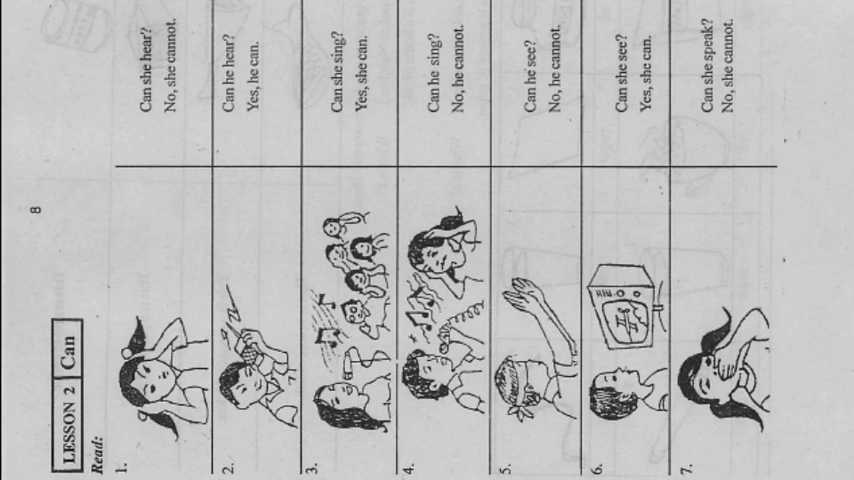 8
LESSON 2 Can
Read:
1.
Can she hear?
No, she cannot.
2.
Can he hear?
Yes, he can.
3.
Can she sing?
Yes, she can.
4.
Can he sing?
No, he cannot.
5.
Can he see?
No, he cannot.
6.
Can she see?
Yes, she can.
7.
Can she speak?
No, she cannot.